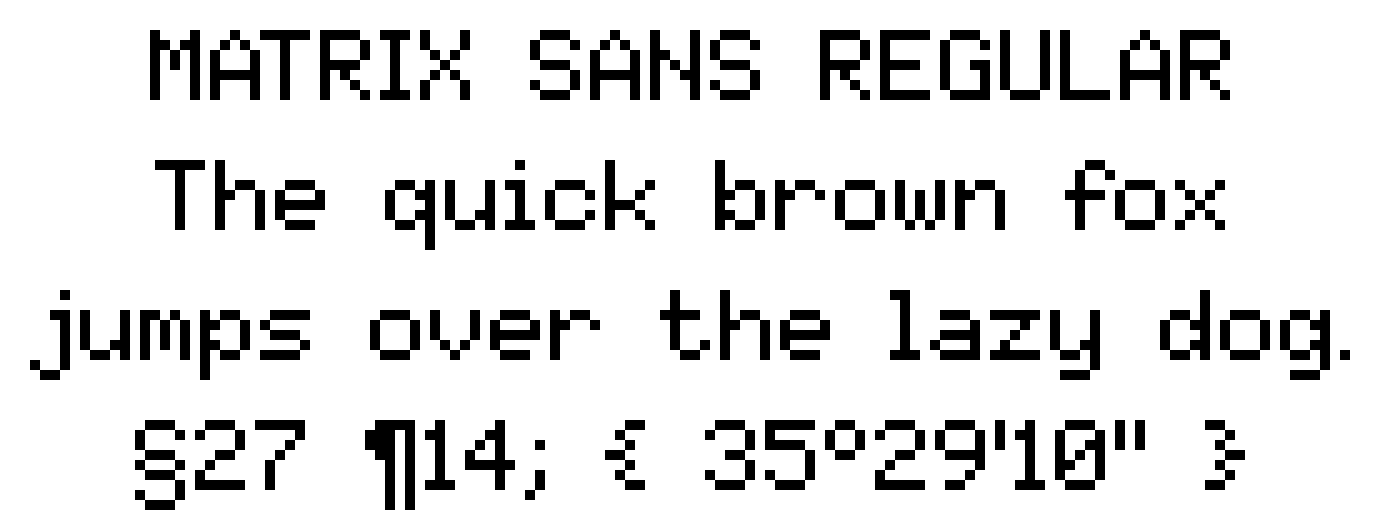 MATRIX SANS REGULAR
The quick brown fox
jumps over the lazy dog.
§27 ¶14; { 35°29'10" }